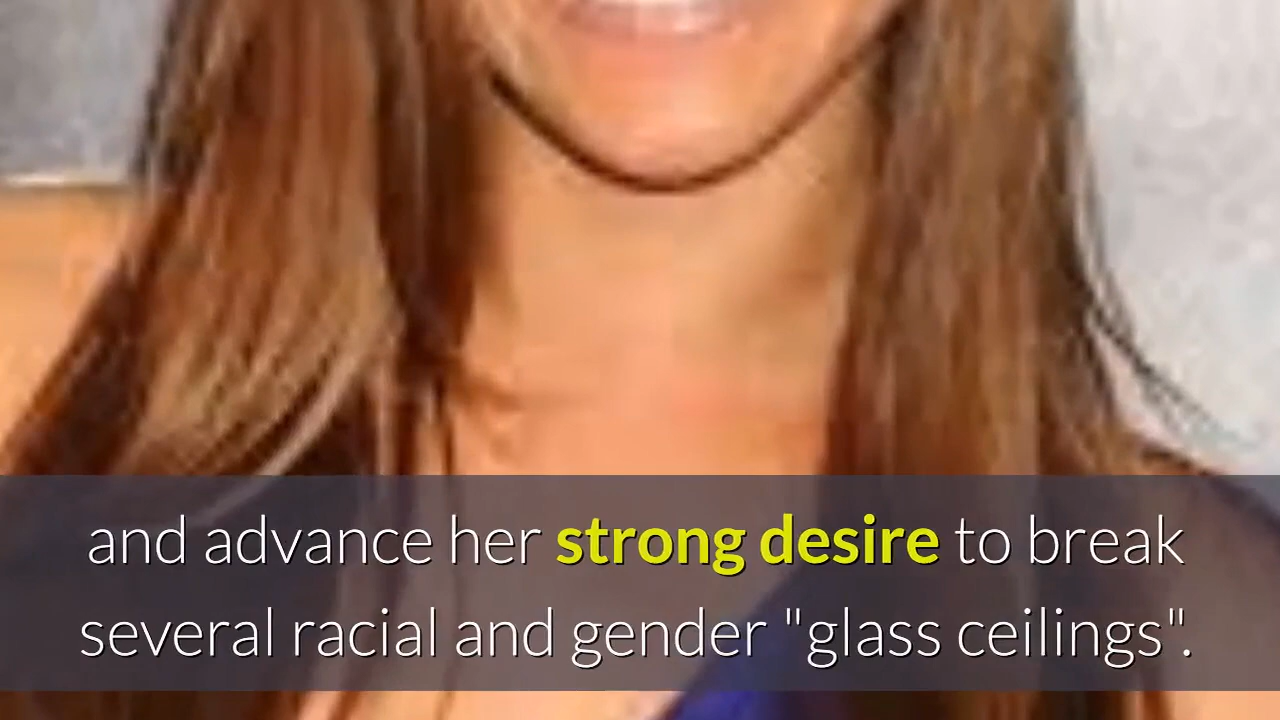 and advance her strong desire to break
several racial and gender "glass ceilings".